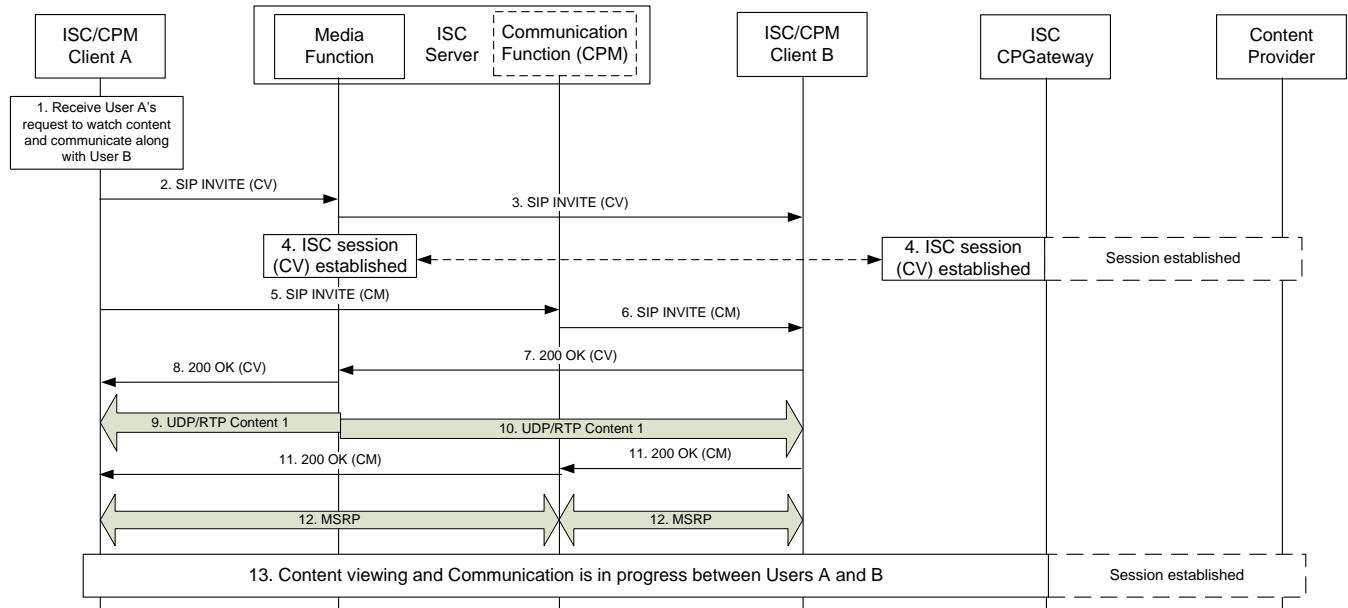 ISC/CPM
Client A
Media
Function
ISC
Server
Communication
Function (CPM)
ISC/CPM
Client B
ISC
CPGateway
Content
Provider
1. Receive User A's
request to watch content
and communicate along
with User B
2. SIP INVITE (CV)
3. SIP INVITE (CV)
4. ISC session
(CV) established
4. ISC session
(CV) established
Session established
5. SIP INVITE (CM)
6. SIP INVITE (CM)
7. 200 OK (CV)
8. 200 OK (CV)
9. UDP/RTP Content 1
10. UDP/RTP Content 1
11. 200 OK (CM)
11. 200 OK (CM)
12. MSRP
12. MSRP
13. Content viewing and Communication is in progress between Users A and B
Session established